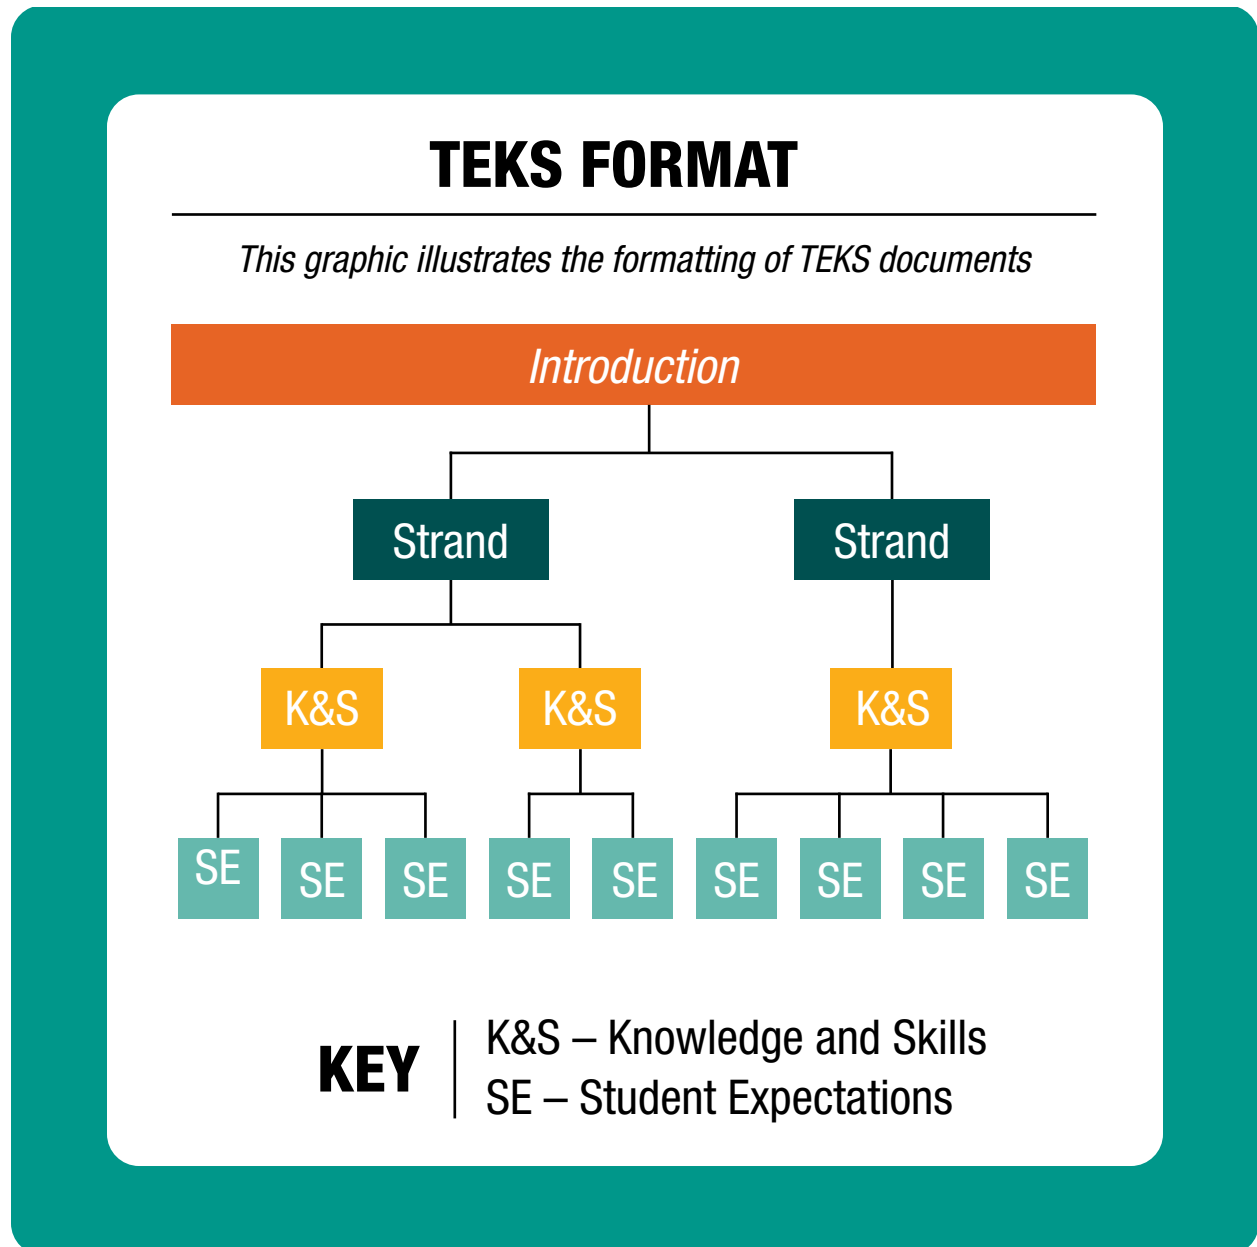 TEKS FORMAT
This graphic illustrates the formatting of TEKS documents
Introduction
Strand Strand
K&S K&S K&S
SE SE SE SE SE SE SE SE SE
KEY
K&S – Knowledge and Skills
SE – Student Expectations